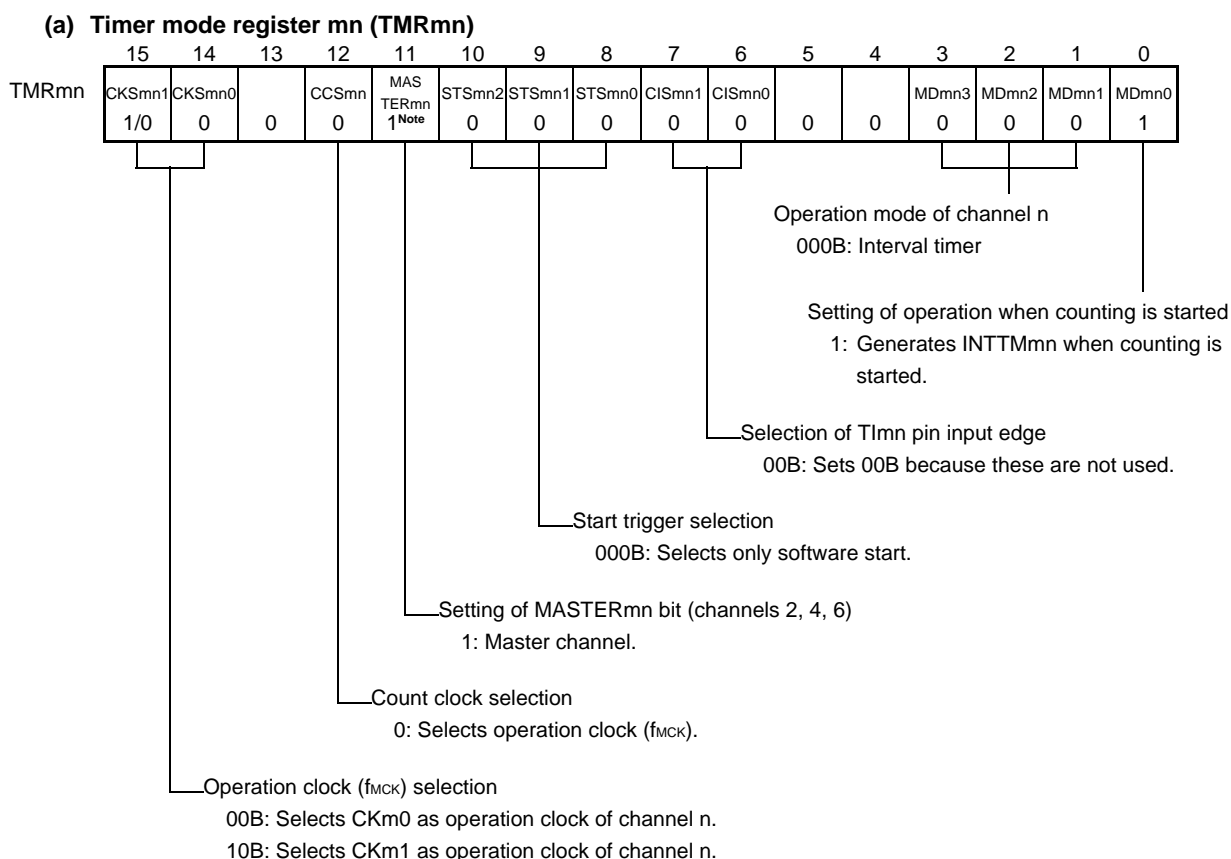 (a) Timer mode register mn (TMRmn)
15 14 13 12 11 10 9 8 7 6 5 4 3 2 1 0
TMRmn CKSmn1 CKSmn0 CCSmn MAS TERmn STSmn2 STSmn1 STSmn0 CISmn1 CISmn0 MDmn3 MDmn2 MDmn1 MDmn0
1/0 0 0 0 1Note 0 0 0 0 0 0 0 0 0 0 1
Operation mode of channel n
000B: Interval timer
Setting of operation when counting is started
1: Generates INTTMmn when counting is
started.
Selection of TImn pin input edge
00B: Sets 00B because these are not used.
Start trigger selection
000B: Selects only software start.
Setting of MASTERmn bit (channels 2, 4, 6)
1: Master channel.
Count clock selection
0: Selects operation clock (fMCK).
Operation clock (fMCK) selection
00B: Selects CKm0 as operation clock of channel n.
10B: Selects CKm1 as operation clock of channel n.